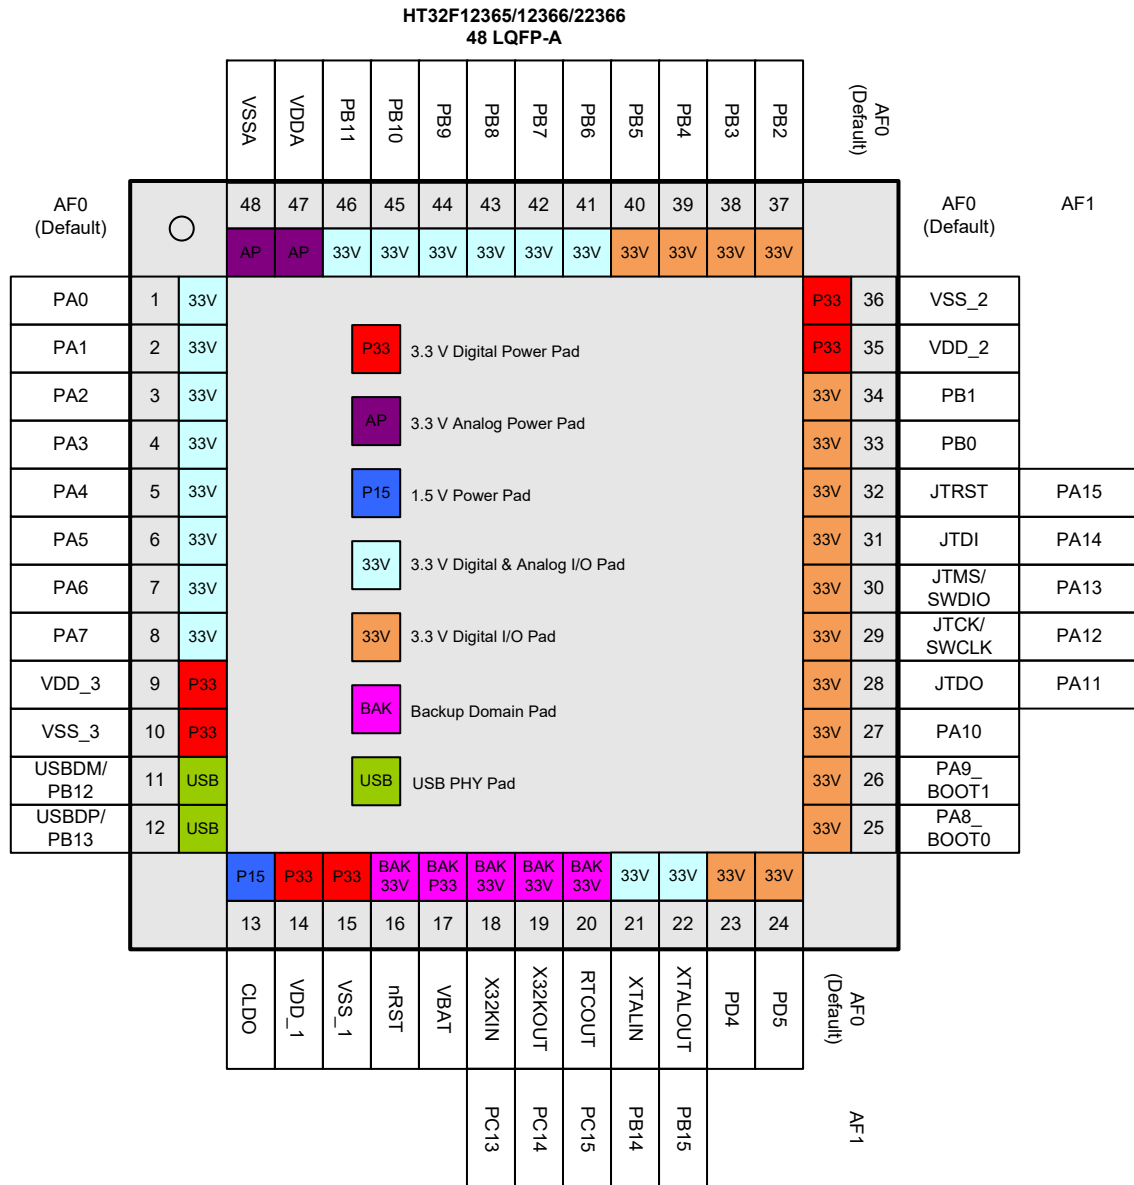 HT32F12365/12366/22366
48 LQFP-A
VSSA VDDA PB11 PB10 PB9 PB8 PB7 PB6 PB5 PB4 PB3 PB2 AF0
(Default)
AF0
(Default)
48 47 46 45 44 43 42 41 40 39 38 37
AP AP 33V 33V 33V 33V 33V 33V 33V 33V 33V 33V
AF0
(Default)
AF1
PA0 1 33V
P33 36 VSS_2
PA1 2 33V
P33 35 VDD_2
PA2 3 33V
33V 34 PB1
PA3 4 33V
33V 33 PB0
PA4 5 33V
33V 32 JTRST PA15
PA5 6 33V
33V 31 JTDI PA14
PA6 7 33V
33V 30 JTMS/
SWDIO
PA13
PA7 8 33V
33V 29 JTCK/
SWCLK
PA12
VDD_3 9 P33
33V 28 JTDO PA11
VSS_3 10 P33
33V 27 PA10
USBDM/
PB12
11 USB
33V 26 PA9_
BOOT1
USBDP/
PB13
12 USB
33V 25 PA8_
BOOT0
P33 3.3 V Digital Power Pad
AP 3.3 V Analog Power Pad
P15 1.5 V Power Pad
33V 3.3 V Digital & Analog I/O Pad
33V 3.3 V Digital I/O Pad
BAK Backup Domain Pad
USB USB PHY Pad
P15 P33 P33 BAK
33V
BAK
P33
BAK
33V
BAK
33V
BAK
33V
33V 33V 33V 33V
13 14 15 16 17 18 19 20 21 22 23 24
CLDO VDD_1 VSS_1 nRST VBAT X32KIN X32KOUT RTCOUT XTALIN XTALOUT PD4 PD5 AF0
(Default)
PC13 PC14 PC15 PB14 PB15 AF1